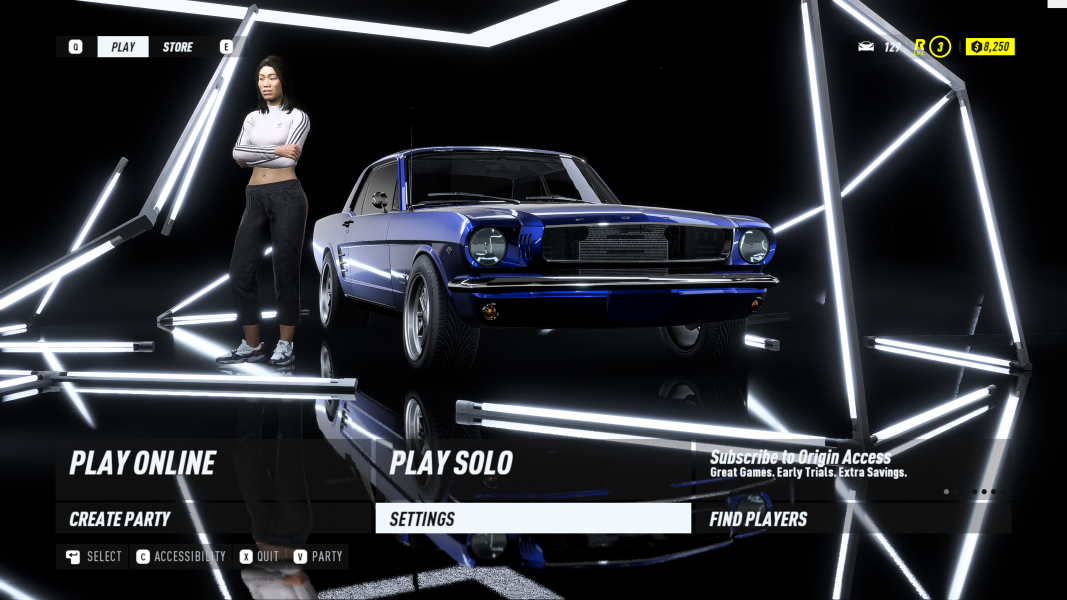 Q PLAY STORE E
127 R 3 8,250
PLAY ONLINE
PLAY SOLO
Subscribe to Origin Access
Great Games. Early Trials. Extra Savings.
CREATE PARTY
SETTINGS
FIND PLAYERS
SELECT C ACCESSIBILITY X QUIT V PARTY